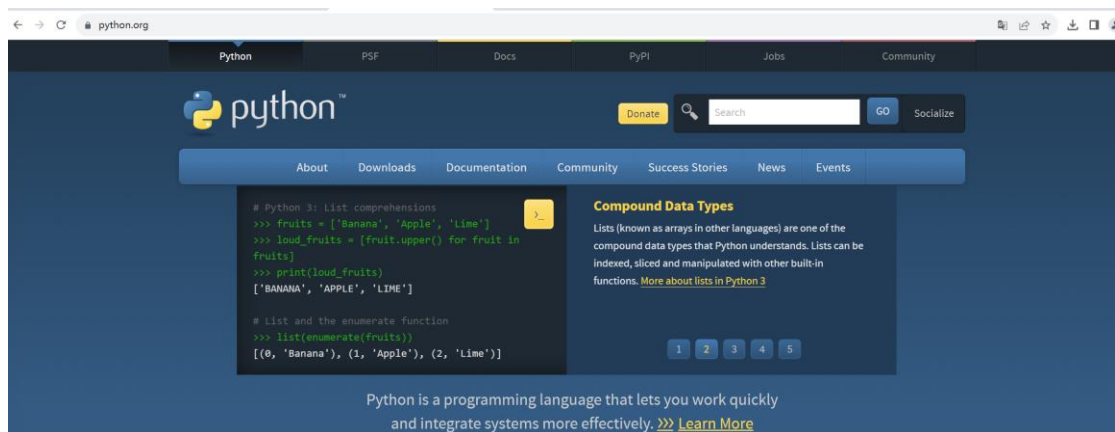 python.org
Python PSF Docs PyPI Jobs Community
python™
Donate Search GO Socialize
About Downloads Documentation Community Success Stories News Events
# Python 3: List comprehensions
>>> fruits = ['Banana', 'Apple', 'Lime']
>>> loud_fruits = [fruit.upper() for fruit in
fruits]
>>> print(loud_fruits)
['BANANA', 'APPLE', 'LIME']
# List and the enumerate function
>>> list(enumerate(fruits))
[(0, 'Banana'), (1, 'Apple'), (2, 'Lime')]
>_
Compound Data Types
Lists (known as arrays in other languages) are one of the
compound data types that Python understands. Lists can be
indexed, sliced and manipulated with other built-in
functions. More about lists in Python 3
1 2 3 4 5
Python is a programming language that lets you work quickly
and integrate systems more effectively. >>> Learn More